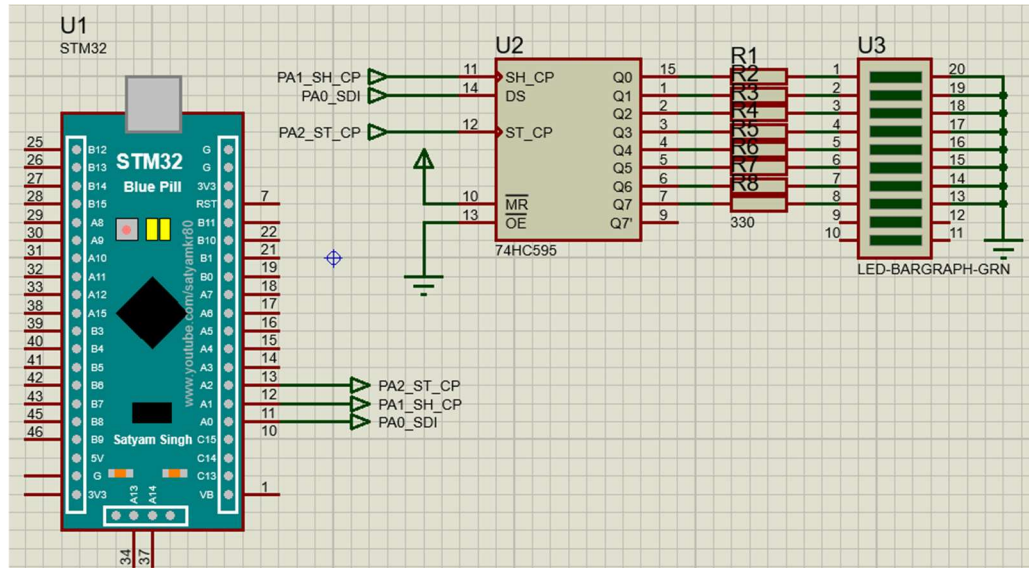 U1
STM32
25 B12 G
26 B13 STM32 G
27 B14 Blue Pill 3V3
28 B15 RST 7
29 A8 B11
30 A9 B10 22
31 A10 B1 21
32 A11 B0 19
33 A12 A7 18
38 A15 A6 17
39 B3 A5 16
40 B4 A4 15
41 B5 A3 14
42 B6 A2 13 PA2_ST_CP
43 B7 A1 12 PA1_SH_CP
45 B8 A0 11 PA0_SDI
46 B9 Satyam Singh C15 10
5V C14
G C13
3V3 A13 A14 VB 1
34 37
www.youtube.com/satyamkr80
U2
PA1_SH_CP 11 SH_CP Q0 15
PA0_SDI 14 DS Q1 1
Q2 2
PA2_ST_CP 12 ST_CP Q3 3
Q4 4
Q5 5
Q6 6
10 MR Q7 7
13 OE Q7' 9
74HC595
R1
R2
R3
R4
R5
R6
R7
R8
330
U3
1 20
2 19
3 18
4 17
5 16
6 15
7 14
8 13
9 12
10 11
LED-BARGRAPH-GRN